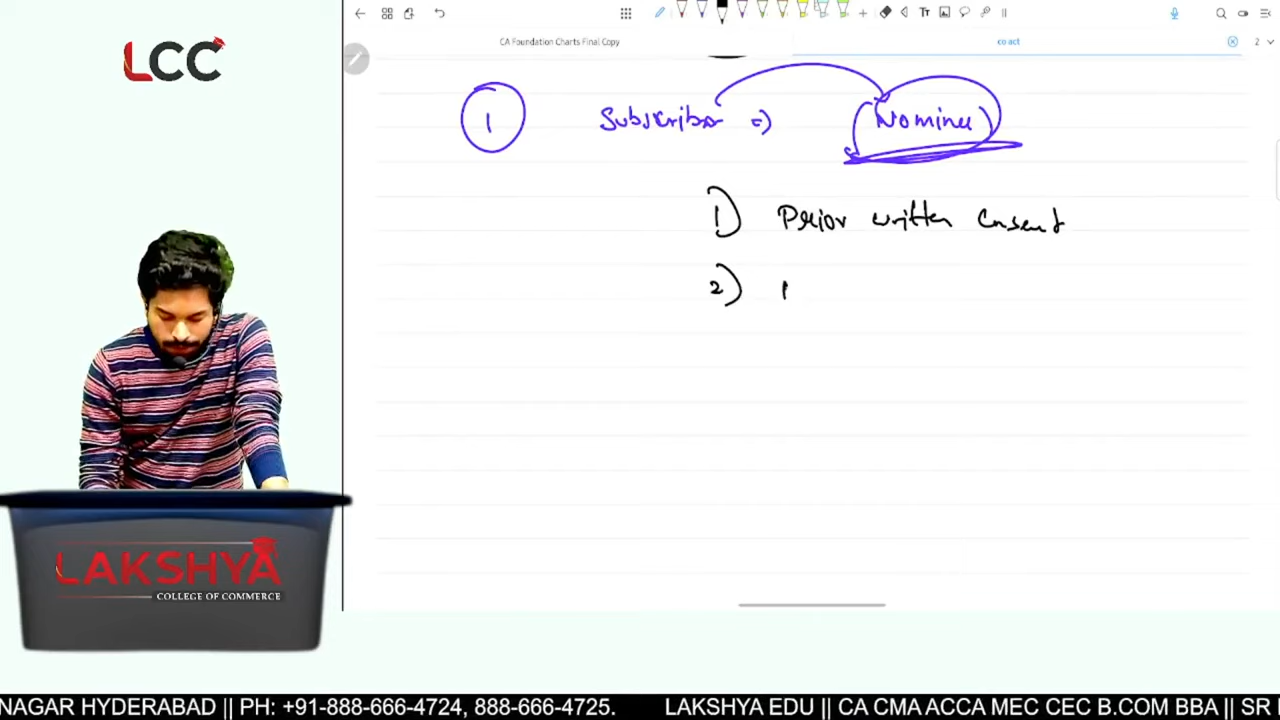 LCC
CA Foundation Charts Final Copy
co act
2
Tт
1 Subscriber => (Nominee)
1) Prior written Consent
2)
LAKSHYA
COLLEGE OF COMMERCE
NAGAR HYDERABAD || PH: +91-888-666-4724, 888-666-4725. LAKSHYA EDU || CA CMA ACCA MEC CEC B.COM BBA || SR